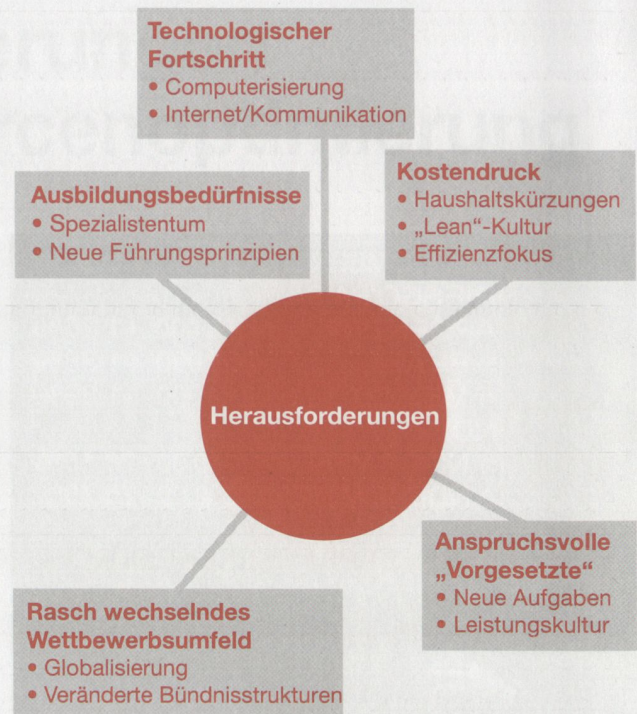 Technologischer
Fortschritt
• Computerisierung
• Internet/Kommunikation
Ausbildungsbedürfnisse
• Spezialistentum
• Neue Führungsprinzipien
Kostendruck
• Haushaltskürzungen
• „Lean“-Kultur
• Effizienzfokus
Herausforderungen
Anspruchsvolle
„Vorgesetzte“
• Neue Aufgaben
• Leistungskultur
Rasch wechselndes
Wettbewerbsumfeld
• Globalisierung
• Veränderte Bündnisstrukturen